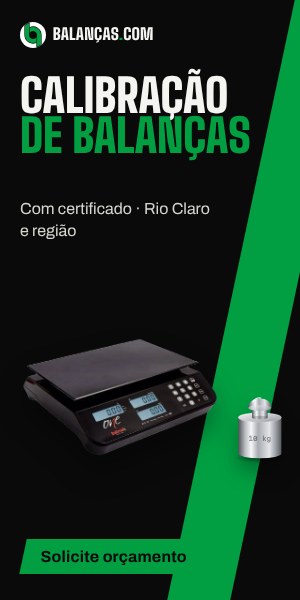 BALANÇAS.COM
CALIBRAÇÃO
DE BALANÇAS
Com certificado · Rio Claro
e região
10 kg
Solicite orçamento